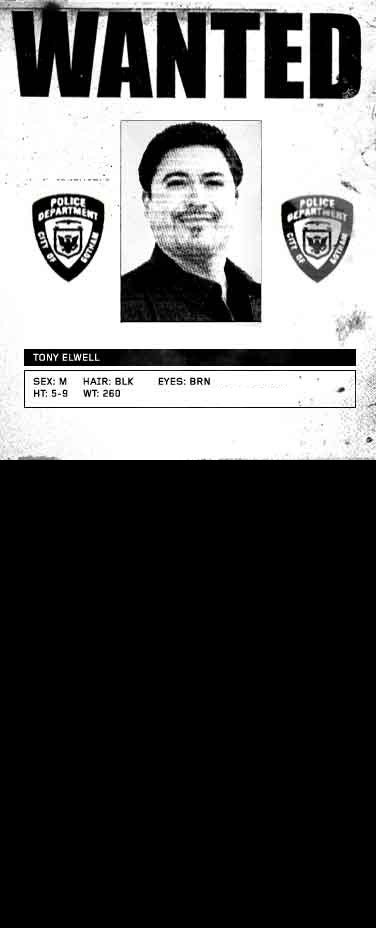 WANTED
POLICE
DEPARTMENT
CITY OF GOTHAM
POLICE
DEPARTMENT
CITY OF GOTHAM
TONY ELWELL
SEX: M HAIR: BLK EYES: BRN
HT: 5-9 WT: 260